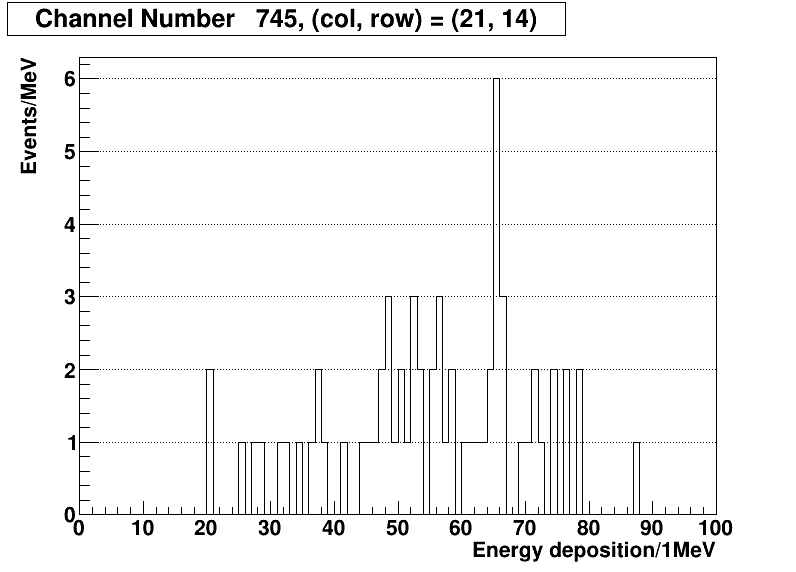 Channel Number 745, (col, row) = (21, 14)
Events/MeV
6
5
4
3
2
1
0
0 10 20 30 40 50 60 70 80 90 100
Energy deposition/1MeV